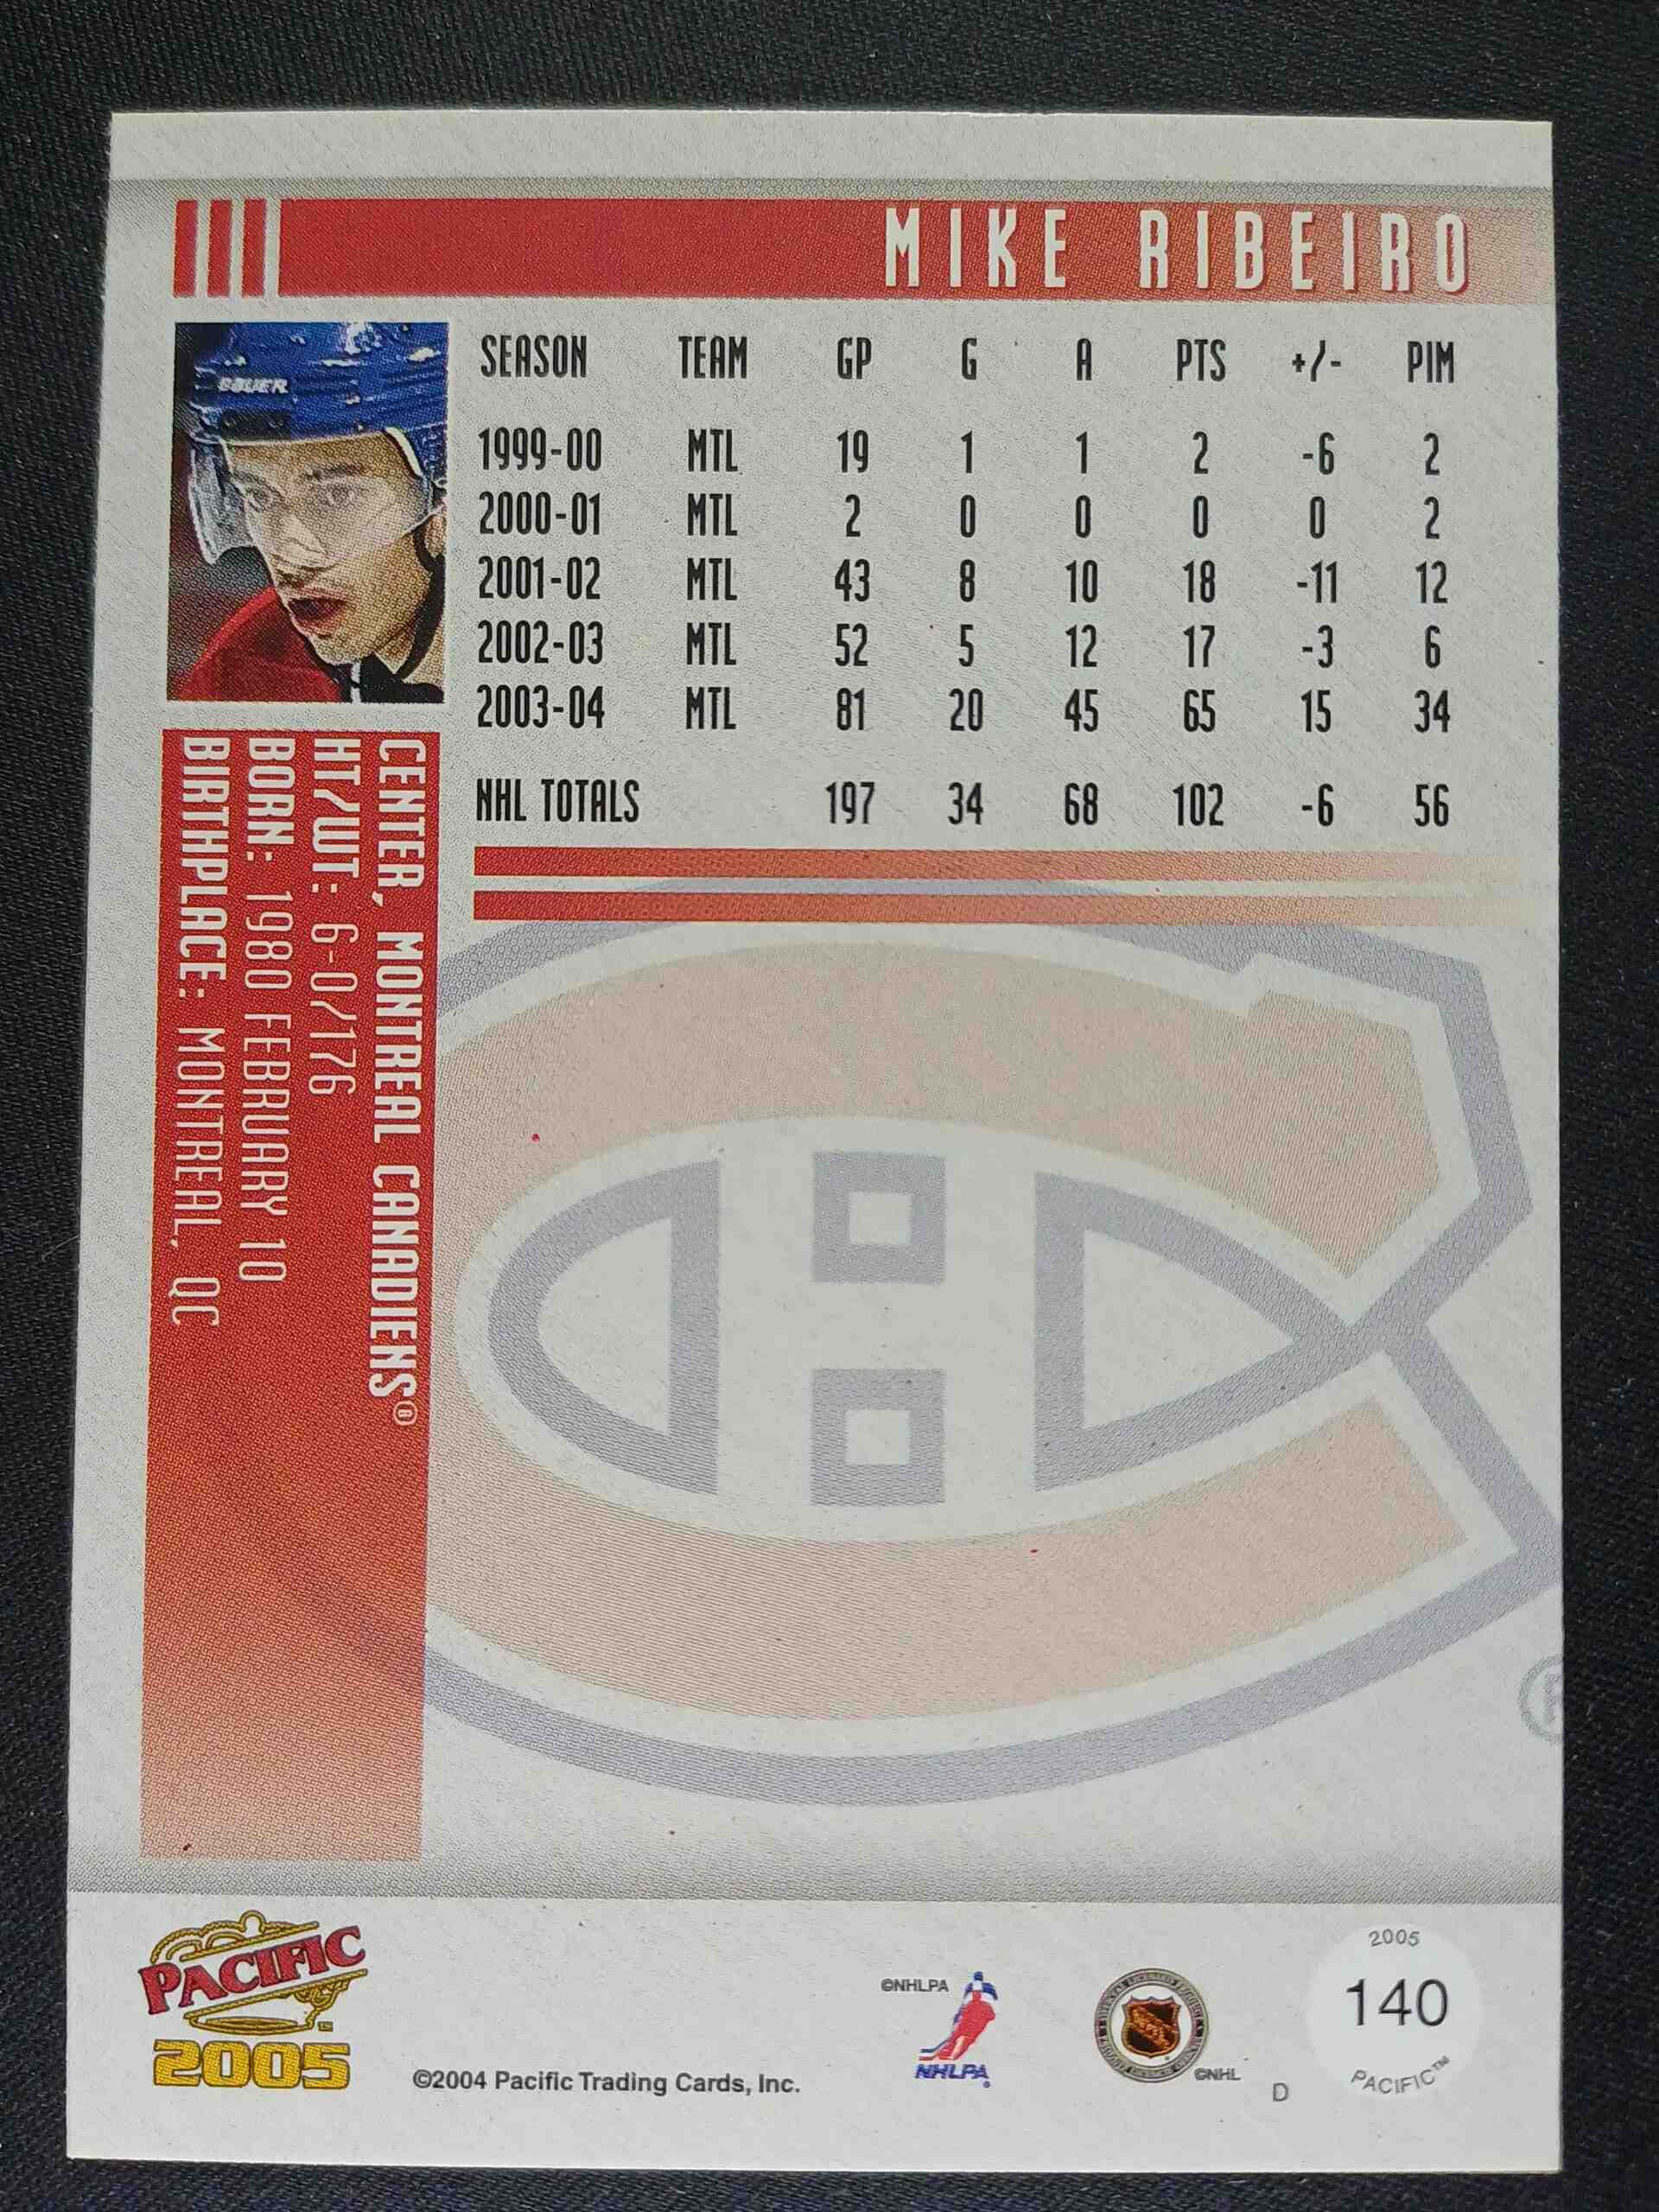 MIKE RIBEIRO
BAUER
SEASON TEAM GP G A PTS +/- PIM
1999-00 MTL 19 1 1 2 -6 2
2000-01 MTL 2 0 0 0 0 2
2001-02 MTL 43 8 10 18 -11 12
2002-03 MTL 52 5 12 17 -3 6
2003-04 MTL 81 20 45 65 15 34
NHL TOTALS 197 34 68 102 -6 56
CENTER, MONTREAL CANADIENS®
HT/WT: 6-0/176
BORN: 1980 FEBRUARY 10
BIRTHPLACE: MONTREAL, QC
PACIFIC
2005
©2004 Pacific Trading Cards, Inc.
©NHLPA
NHLPA
©NHL
D
2005
140
PACIFIC™